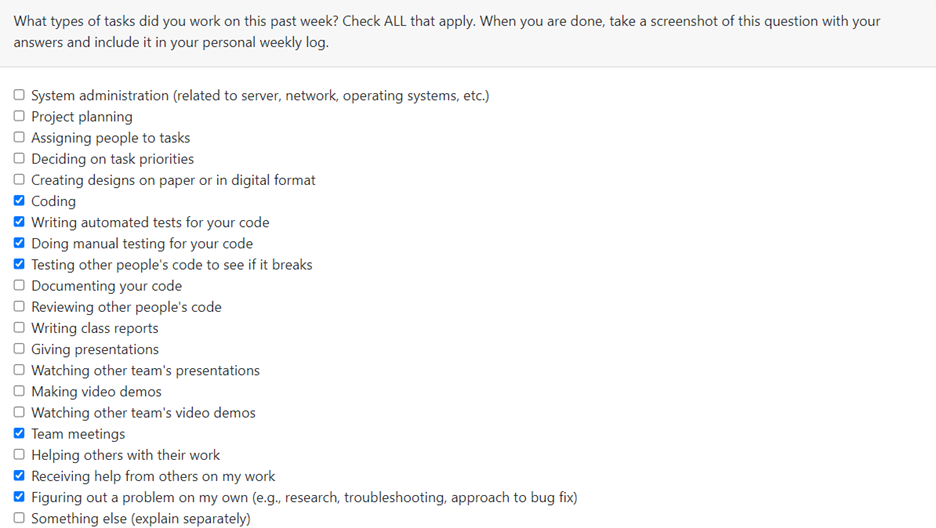 What types of tasks did you work on this past week? Check ALL that apply. When you are done, take a screenshot of this question with your
answers and include it in your personal weekly log.
System administration (related to server, network, operating systems, etc.)
Project planning
Assigning people to tasks
Deciding on task priorities
Creating designs on paper or in digital format
Coding
Writing automated tests for your code
Doing manual testing for your code
Testing other people's code to see if it breaks
Documenting your code
Reviewing other people's code
Writing class reports
Giving presentations
Watching other team's presentations
Making video demos
Watching other team's video demos
Team meetings
Helping others with their work
Receiving help from others on my work
Figuring out a problem on my own (e.g., research, troubleshooting, approach to bug fix)
Something else (explain separately)